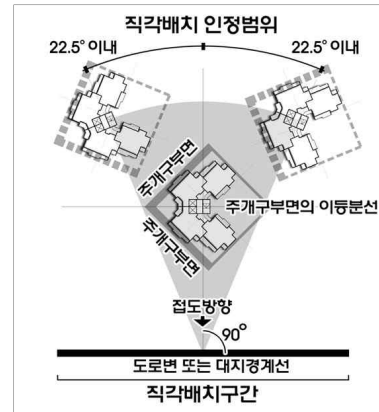 직각배치 인정범위
22.5° 이내
22.5° 이내
주개구부면
주개구부면의 이등분선
주개구부면
접도방향
90°
도로변 또는 대지경계선
직각배치구간